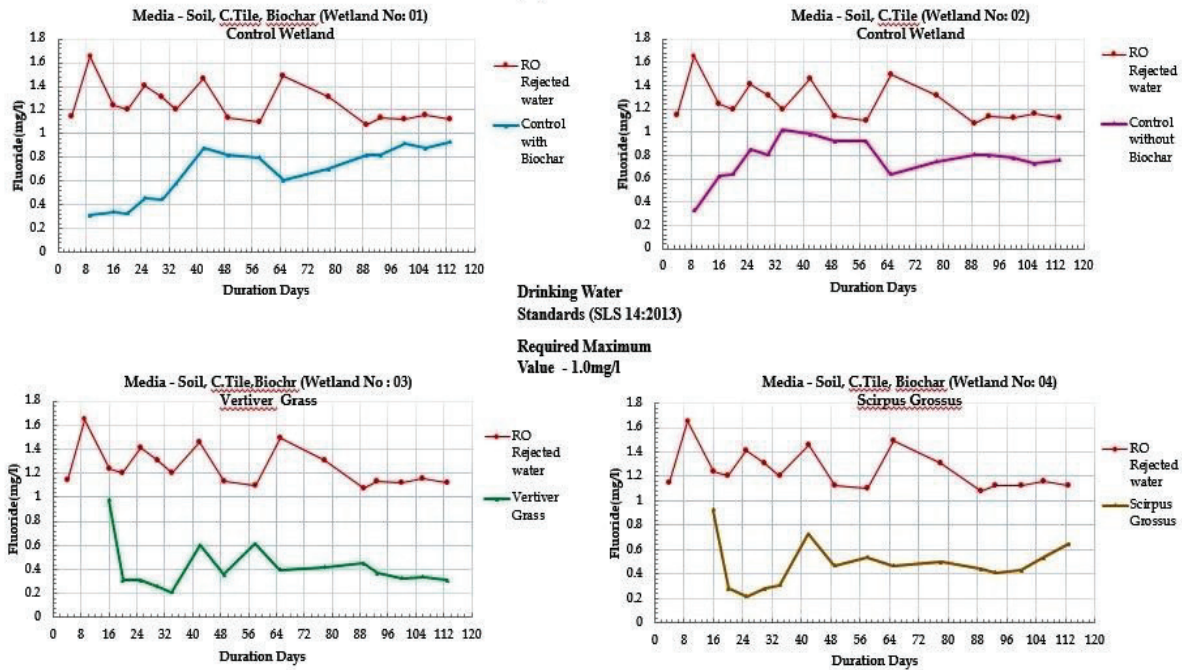 Media - Soil, C.Tile, Biochar (Wetland No: 01)
Control Wetland
1.8
1.6
1.4
1.2
1
0.8
0.6
0.4
0.2
0
Fluoride(mg/l)
0 8 16 24 32 40 48 56 64 72 80 88 96 104 112 120
Duration Days
RO
Rejected
water
Control
with
Biochar
Media - Soil, C.Tile (Wetland No: 02)
Control Wetland
1.8
1.6
1.4
1.2
1
0.8
0.6
0.4
0.2
0
Fluoride(mg/l)
0 8 16 24 32 40 48 56 64 72 80 88 96 104 112 120
Duration Days
RO
Rejected
water
Control
without
Biochar
Drinking Water
Standards (SLS 14:2013)
Required Maximum
Value - 1.0mg/l
Media - Soil, C.Tile,Biochr (Wetland No : 03)
Vertiver Grass
1.8
1.6
1.4
1.2
1
0.8
0.6
0.4
0.2
0
Fluoride(mg/l)
0 8 16 24 32 40 48 56 64 72 80 88 96 104 112 120
Duration Days
RO
Rejected
water
Vertiver
Grass
Media - Soil, C.Tile, Biochar (Wetland No: 04)
Scirpus Grossus
1.8
1.6
1.4
1.2
1
0.8
0.6
0.4
0.2
0
Fluoride(mg/l)
0 8 16 24 32 40 48 56 64 72 80 88 96 104 112 120
Duration Days
RO
Rejected
water
Scirpus
Grossus